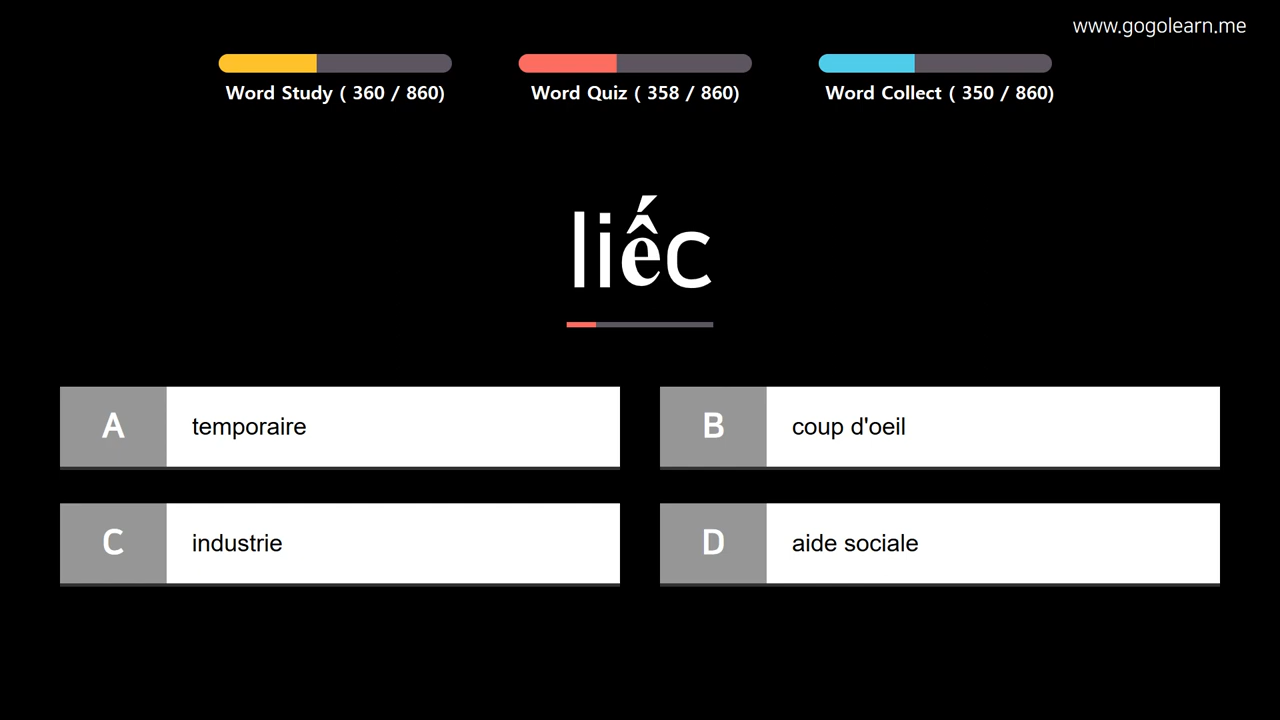 www.gogolearn.me
Word Study ( 360 / 860)
Word Quiz ( 358 / 860)
Word Collect ( 350 / 860)
liếc
A
temporaire
B
coup d'oeil
C
industrie
D
aide sociale